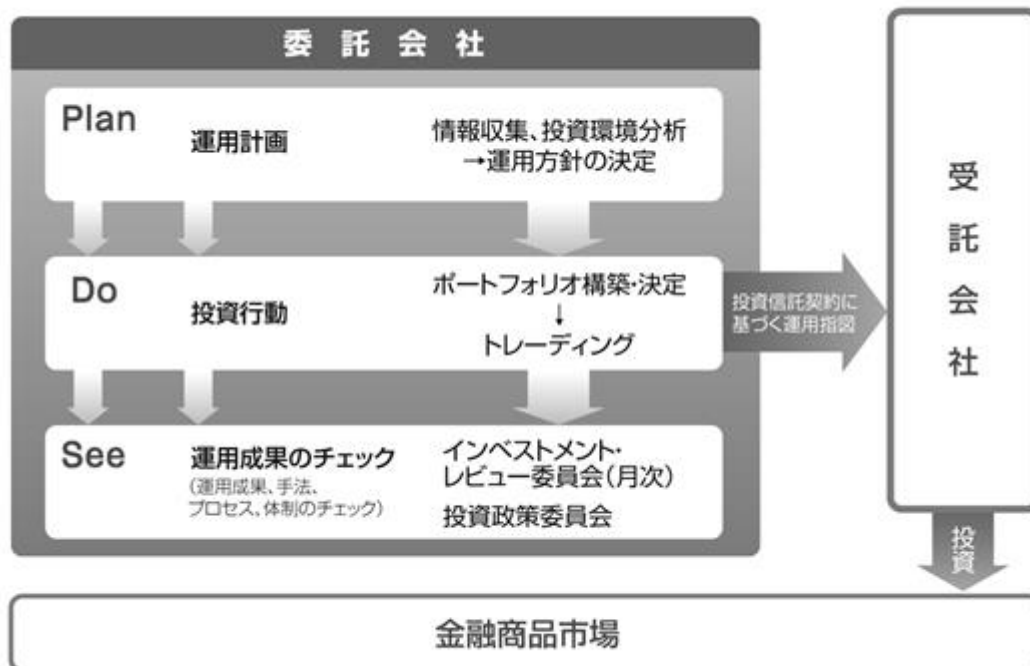 委託会社
Plan
運用計画
情報収集、投資環境分析
→運用方針の決定
Do
投資行動
ポートフォリオ構築・決定
↓
トレーディング
投資信託契約に
基づく運用指図
See
運用成果のチェック
(運用成果、手法、
プロセス、体制のチェック)
インベストメント・
レビュー委員会(月次)
投資政策委員会
受託会社
投資
金融商品市場